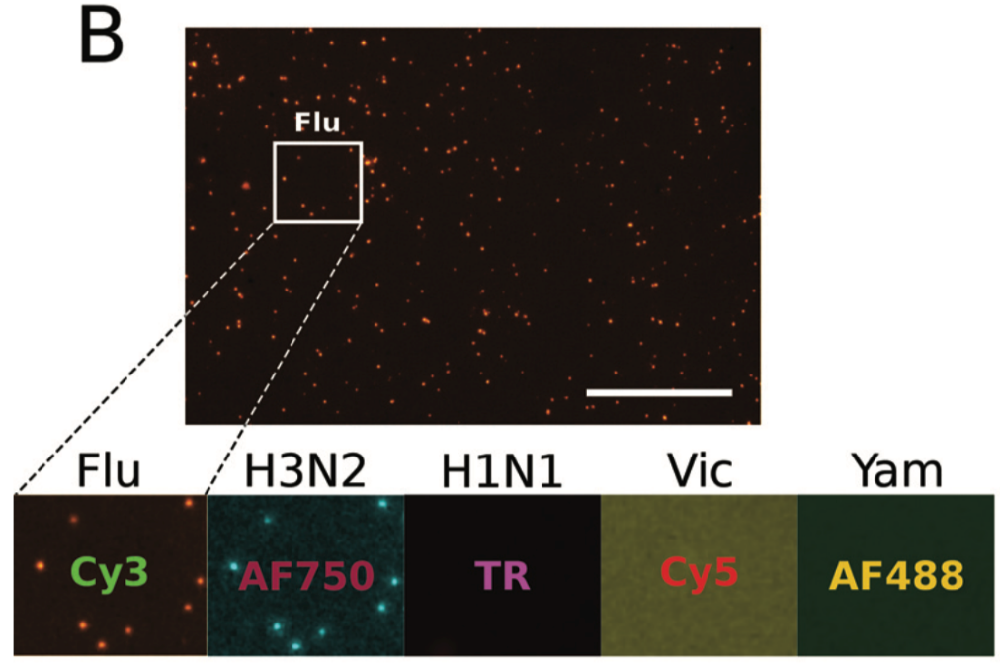 B
Flu
Flu H3N2 H1N1 Vic Yam
Cy3 AF750 TR Cy5 AF488